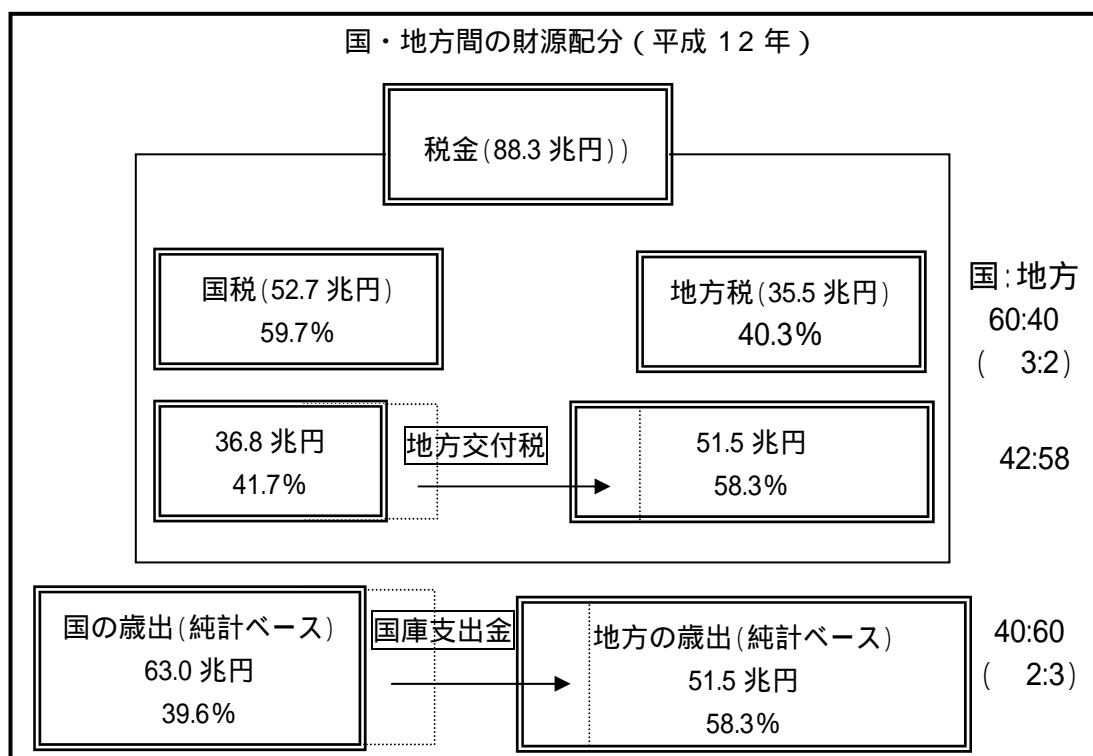 国・地方間の財源配分(平成 12 年)
税金(88.3 兆円))
国税(52.7 兆円)
59.7%
地方税(35.5 兆円)
40.3%
国:地方
60:40
( 3:2)
36.8 兆円
41.7%
地方交付税
51.5 兆円
58.3%
42:58
国の歳出(純計ベース)
63.0 兆円
39.6%
国庫支出金
地方の歳出(純計ベース)
51.5 兆円
58.3%
40:60
( 2:3)